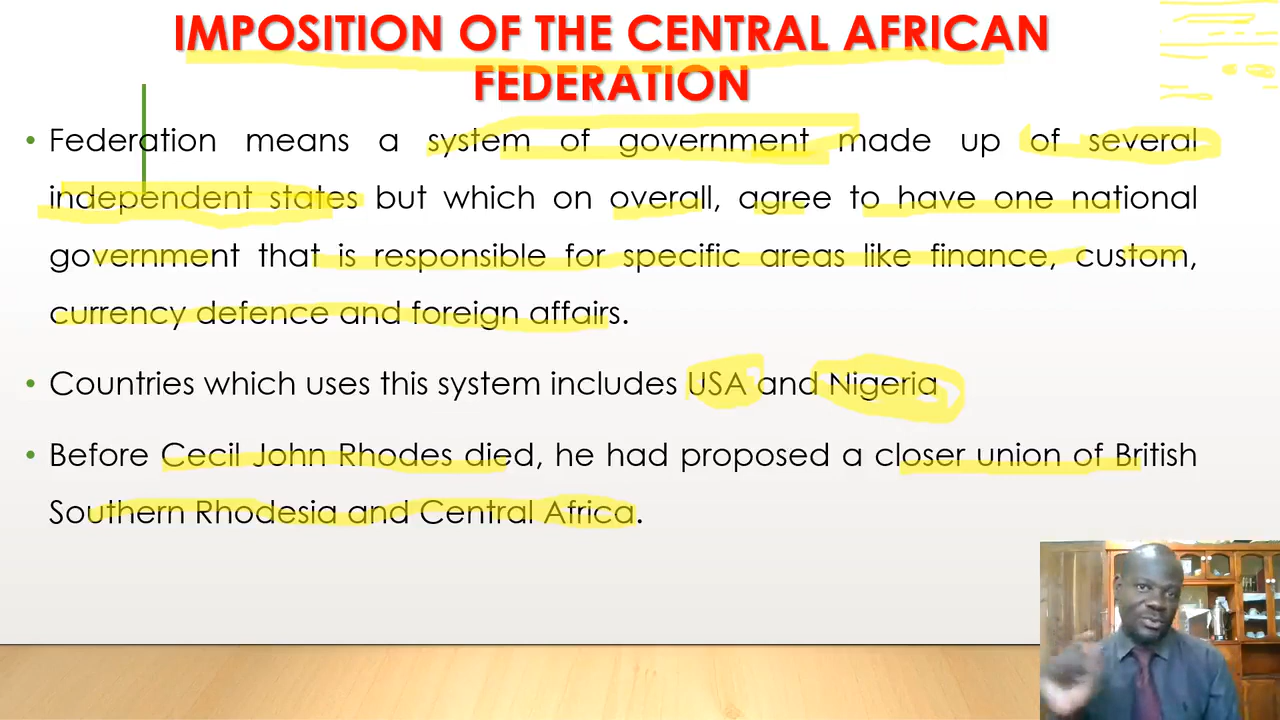 IMPOSITION OF THE CENTRAL AFRICAN
FEDERATION
• Federation means a system of government made up of several
independent states but which on overall, agree to have one national
government that is responsible for specific areas like finance, custom,
currency defence and foreign affairs.
• Countries which uses this system includes USA and Nigeria
• Before Cecil John Rhodes died, he had proposed a closer union of British
Southern Rhodesia and Central Africa.